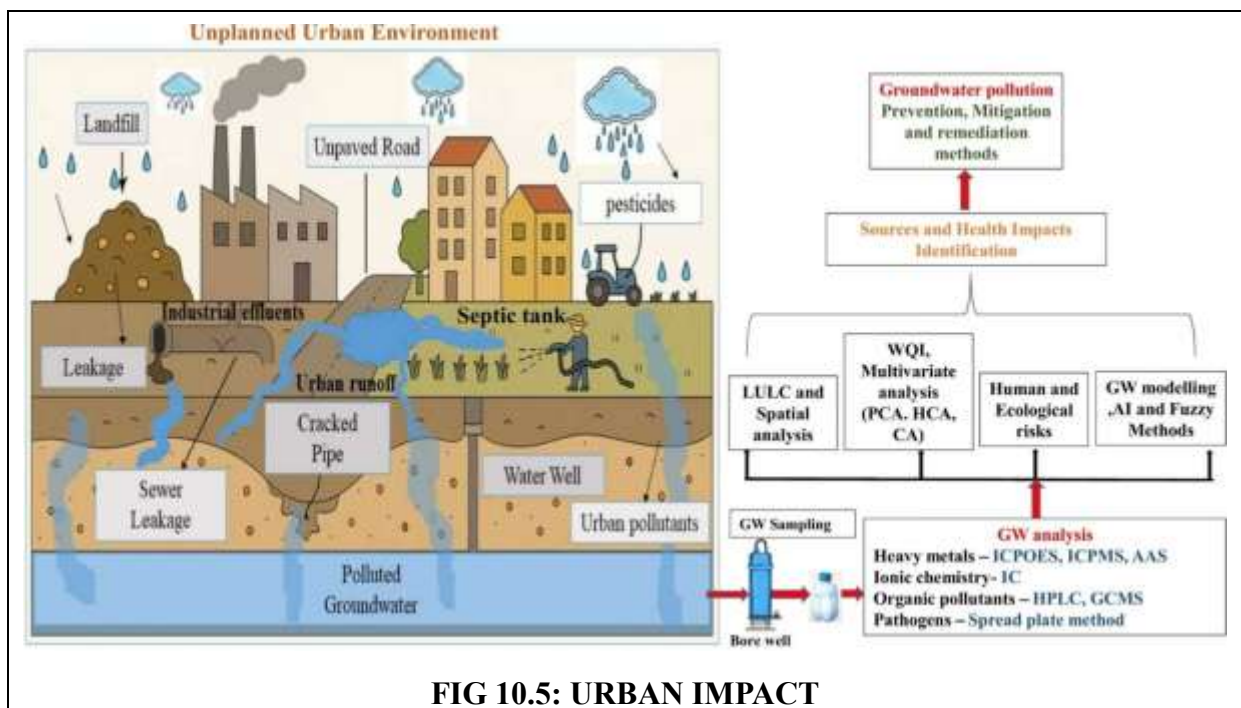 Unplanned Urban Environment
Landfill
Unpaved Road
pesticides
Industrial effluents
Septic tank
Leakage
Urban runoff
Cracked
Pipe
Sewer
Leakage
Water Well
Urban pollutants
Polluted
Groundwater
Groundwater pollution
Prevention, Mitigation
and remediation
methods
Sources and Health Impacts
Identification
LULC and
Spatial
analysis
WQI,
Multivariate
analysis
(PCA. HCA,
CA)
Human and
Ecological
risks
GW modelling
,AI and Fuzzy
Methods
GW Sampling
Bore well
GW analysis
Heavy metals – ICPOES, ICPMS, AAS
Ionic chemistry- IC
Organic pollutants – HPLC, GCMS
Pathogens – Spread plate method
FIG 10.5: URBAN IMPACT